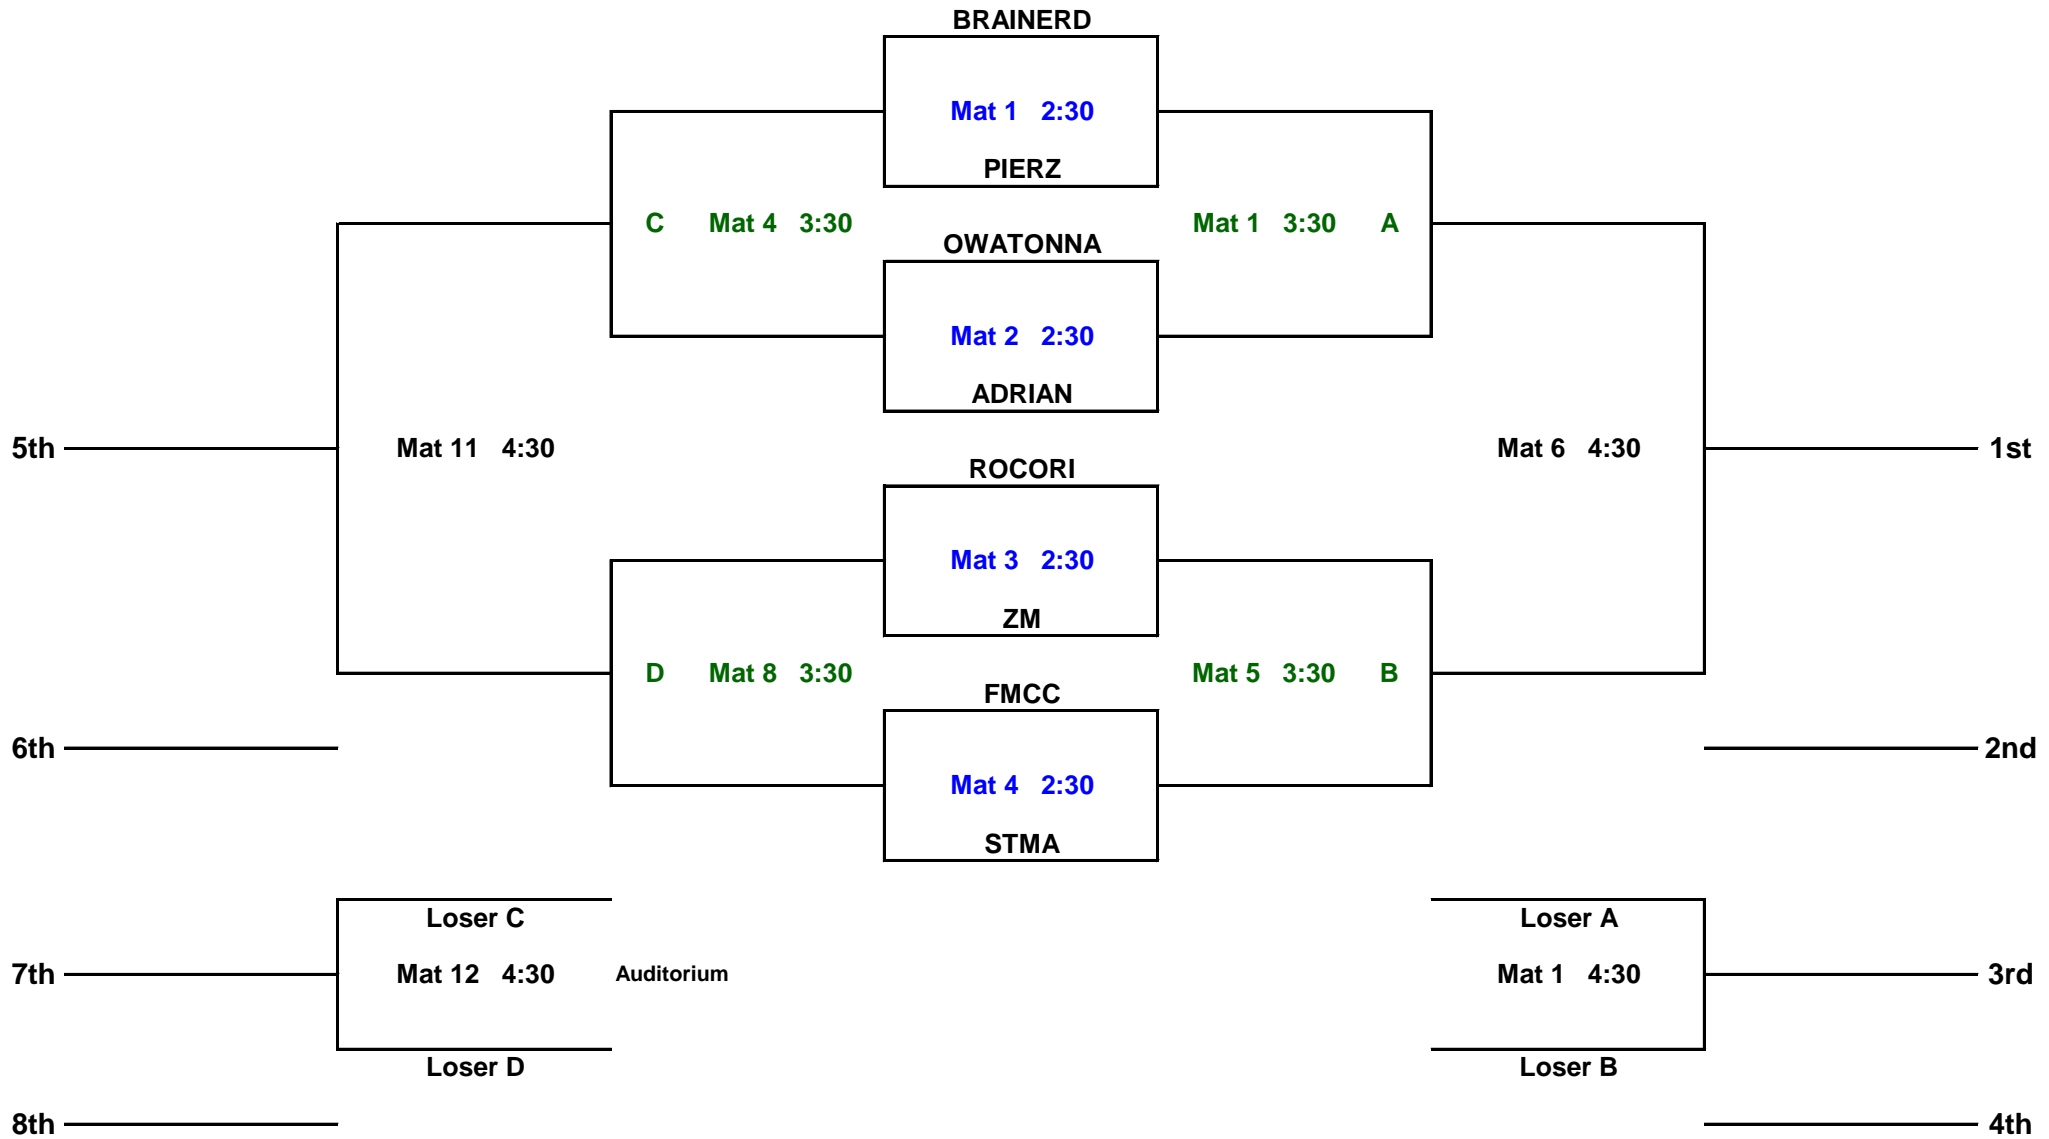 BRAINERD
Mat 1 2:30
PIERZ
C Mat 4 3:30
Mat 1 3:30 A
OWATONNA
Mat 2 2:30
ADRIAN
5th
Mat 11 4:30
Mat 6 4:30
1st
ROCORI
Mat 3 2:30
ZM
D Mat 8 3:30
Mat 5 3:30 B
FMCC
6th
2nd
Mat 4 2:30
STMA
Loser C
Loser A
7th
Mat 12 4:30
Auditorium
Mat 1 4:30
3rd
Loser D
Loser B
8th
4th